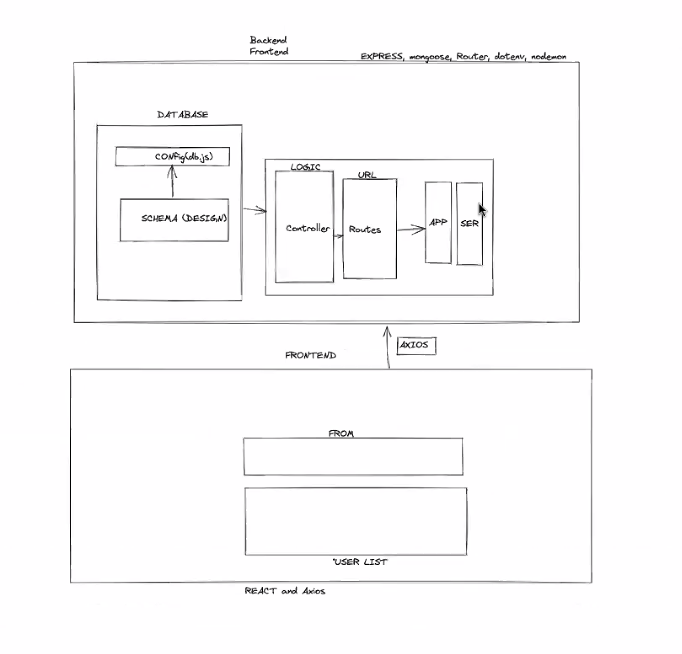 Backend
Frontend
EXPRESS, mongoose, Router, dotenv, nodemon
DATABASE
CONfig(db.js)
SCHEMA (DESIGN)
LOGIC
URL
Controller
Routes
APP
SER
AXIOS
FRONTEND
FROM
'USER LIST
REACT and Axios